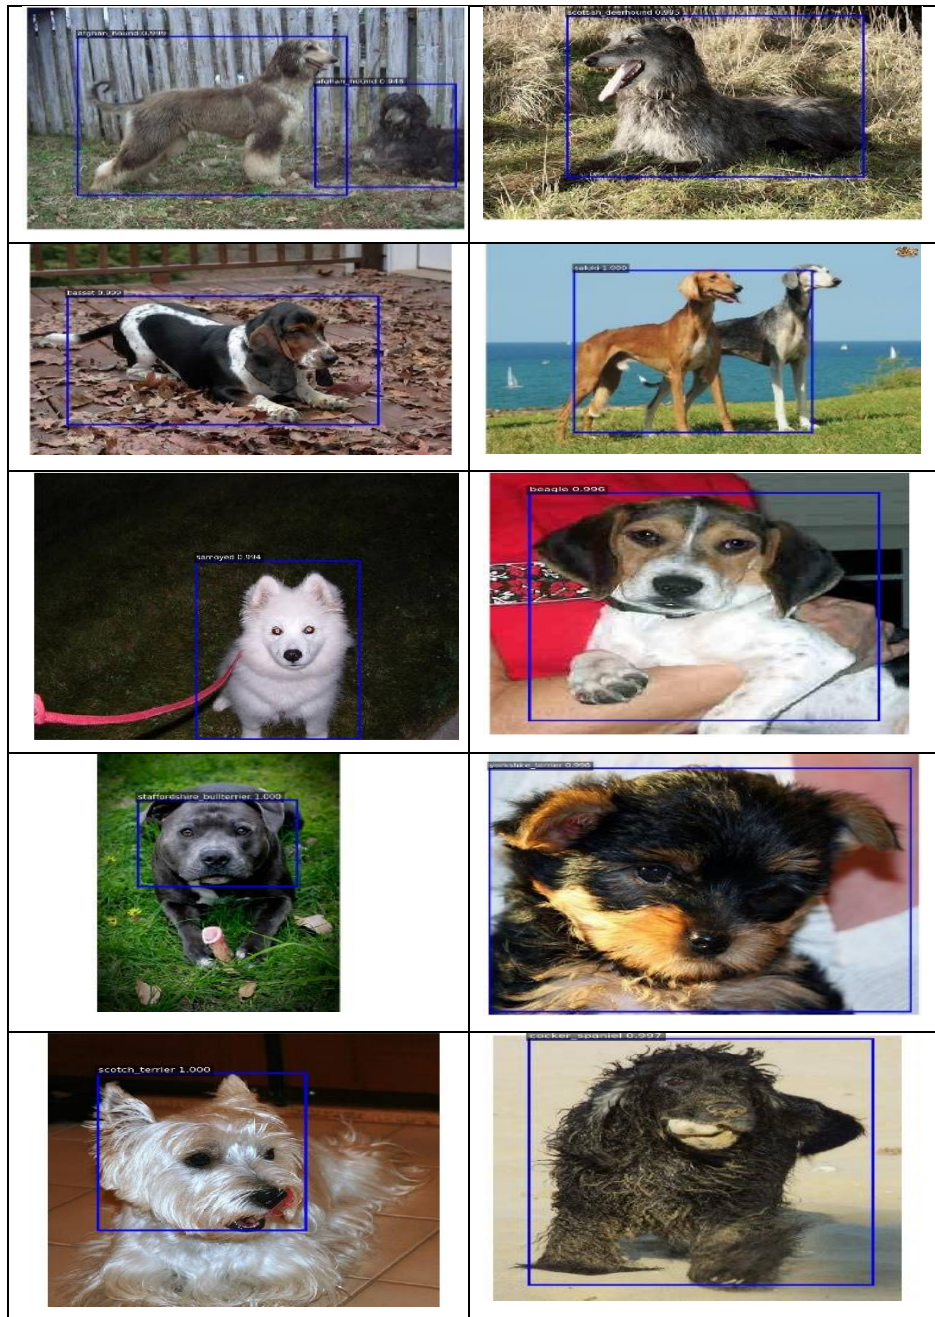 afghan_hound 0.999
afghan_hound 0.948
scottish_deerhound 0.995
basset 0.999
saluki 1.000
samoyed 0.994
beagle 0.996
staffordshire_bullterrier 1.000
yorkshire_terrier 0.996
scotch_terrier 1.000
cocker_spaniel 0.997